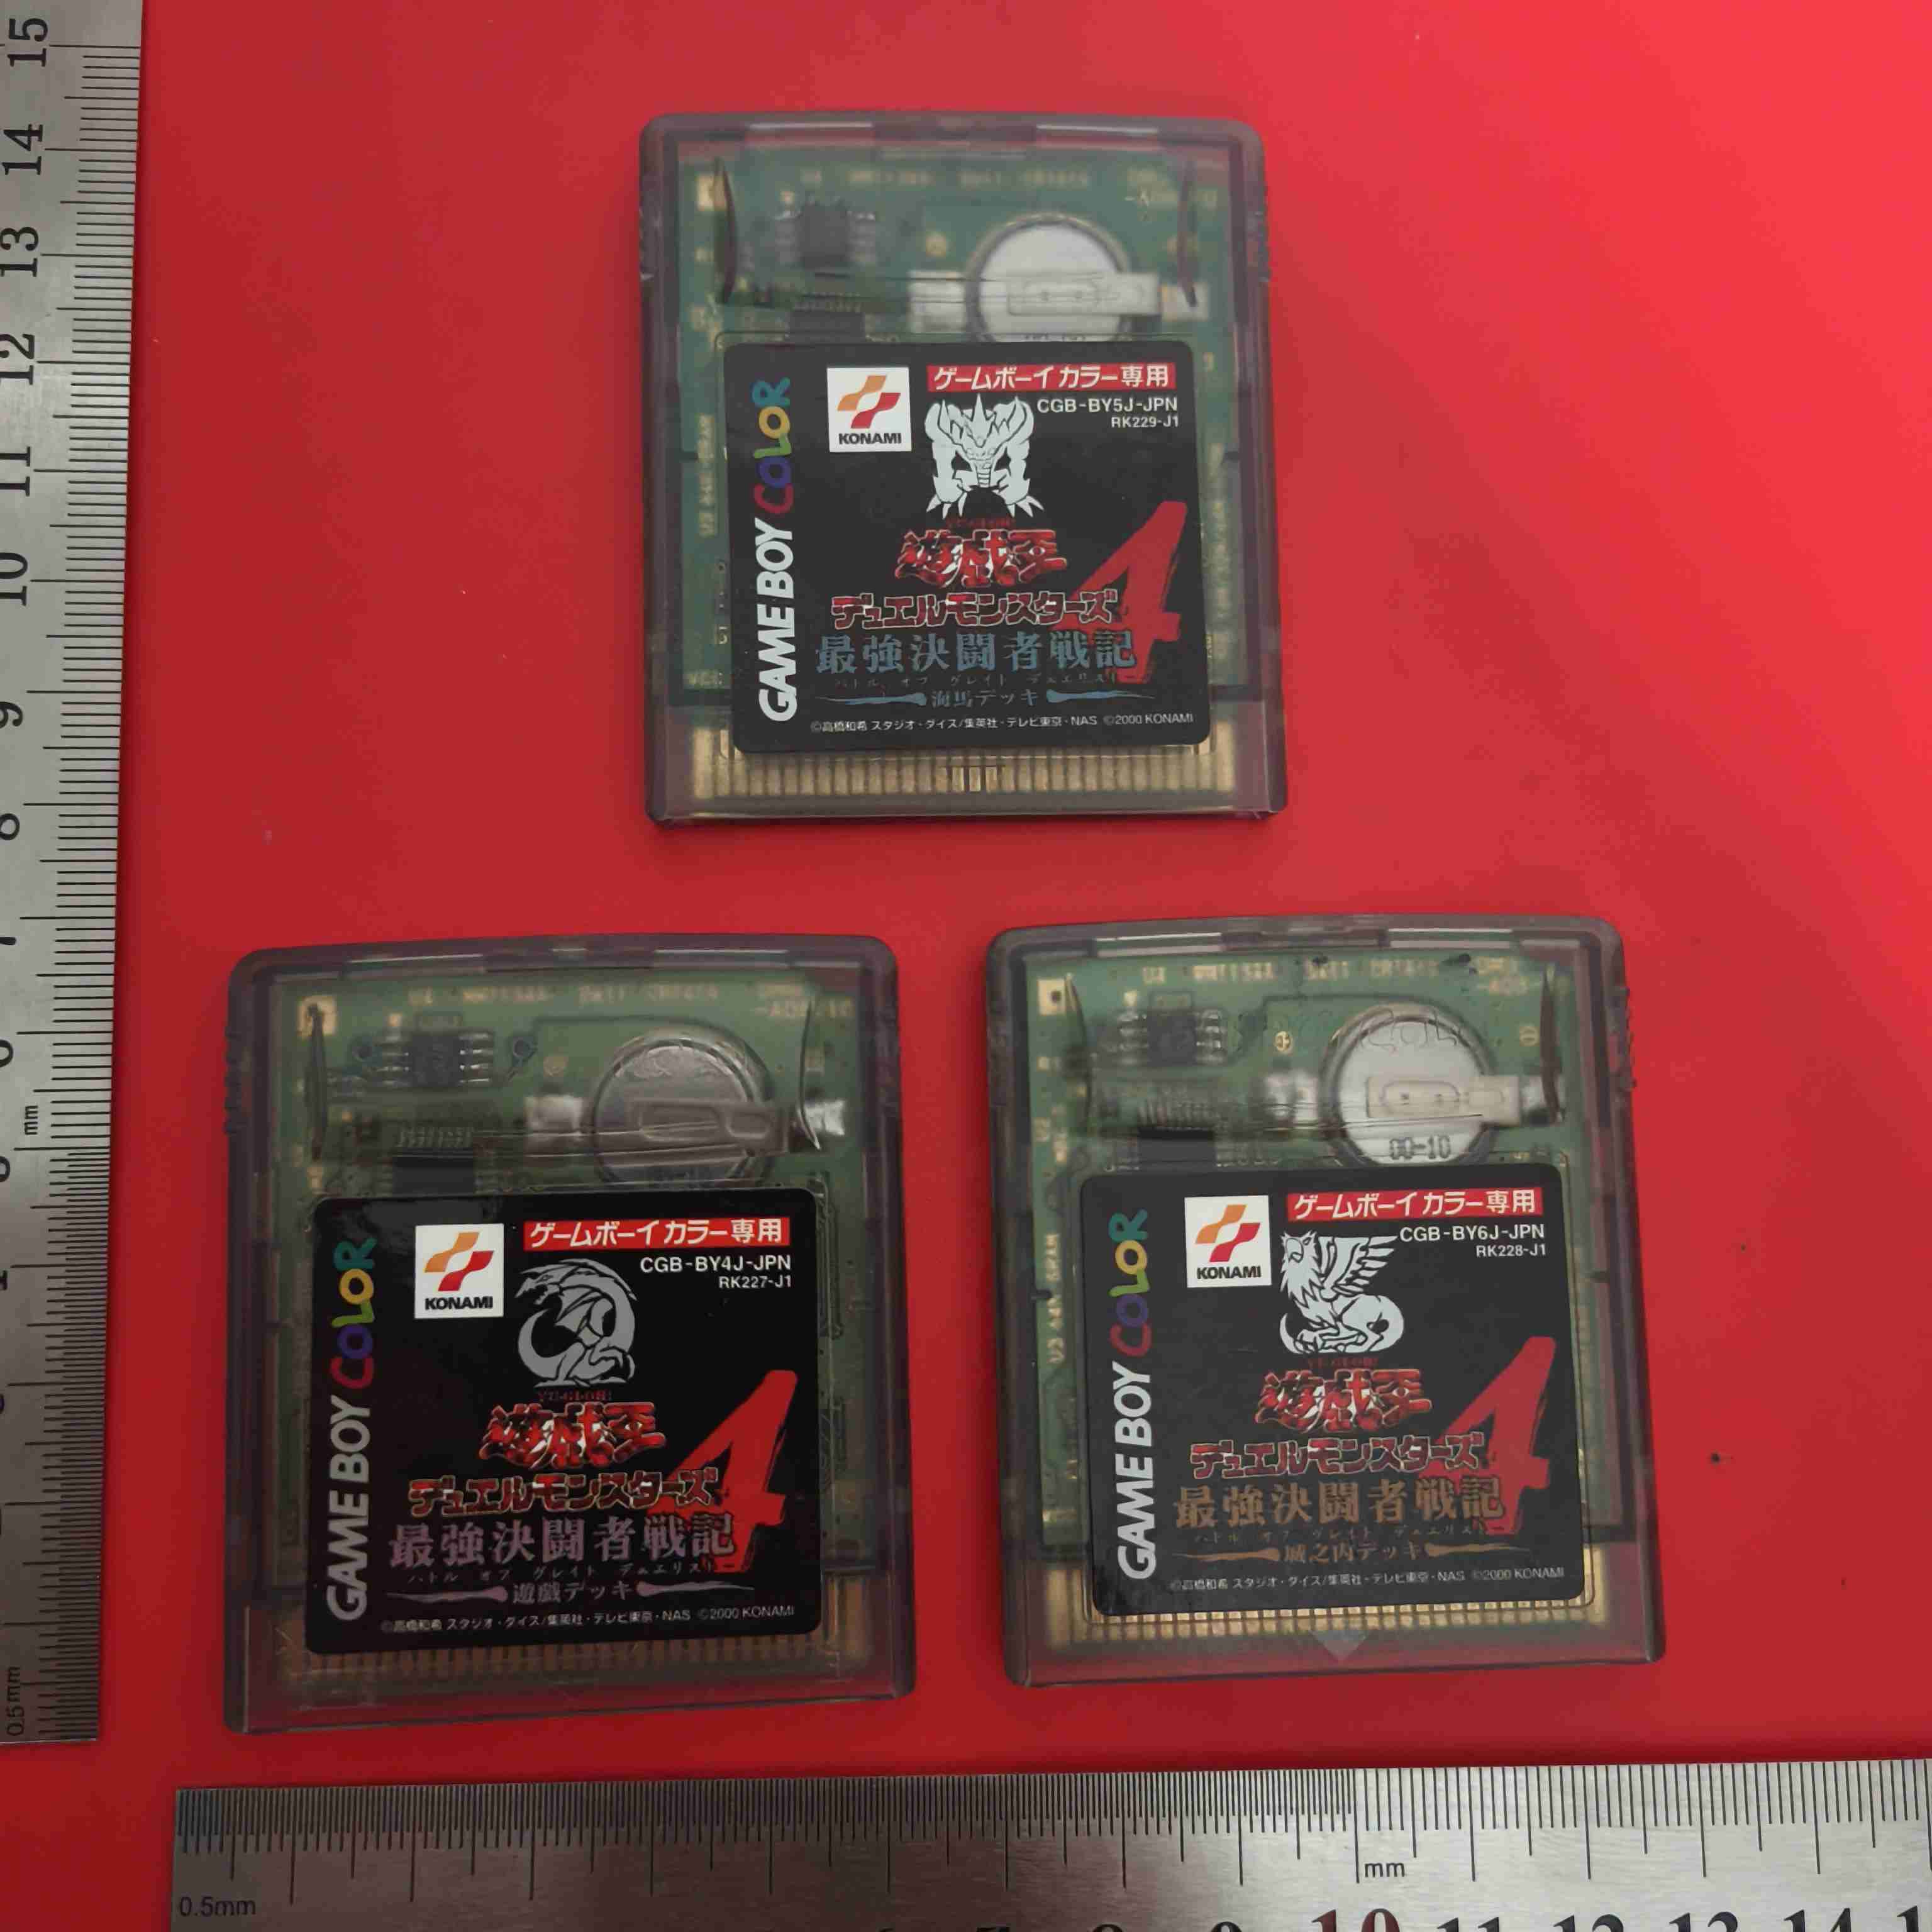 15
14
13
12
11
10
9
8
7
6
mm
0.5mm
ゲームボーイカラー専用
CGB-BY5J-JPN
RK229-J1
KONAMI
GAME BOY COLOR
YU-GI-OH!
遊戯王
デュエルモンスターズ
4
最強決闘者戦記
バトル オブ グレイト デュエリスト
海馬デッキ
©高橋和希 スタジオ・ダイス/集英社・テレビ東京・NAS ©2000 KONAMI
ゲームボーイカラー専用
CGB-BY4J-JPN
RK227-J1
KONAMI
GAME BOY COLOR
YU-GI-OH!
遊戯王
デュエルモンスターズ
4
最強決闘者戦記
バトル オブ グレイト デュエリスト
遊戯デッキ
©高橋和希 スタジオ・ダイス/集英社・テレビ東京・NAS ©2000 KONAMI
00-10
ゲームボーイカラー専用
CGB-BY6J-JPN
RK228-J1
KONAMI
GAME BOY COLOR
YU-GI-OH!
遊戯王
デュエルモンスターズ
4
最強決闘者戦記
バトル オブ グレイト デュエリスト
城之内デッキ
©高橋和希 スタジオ・ダイス/集英社・テレビ東京・NAS ©2000 KONAMI
mm
0.5mm
10 11 12 13 14